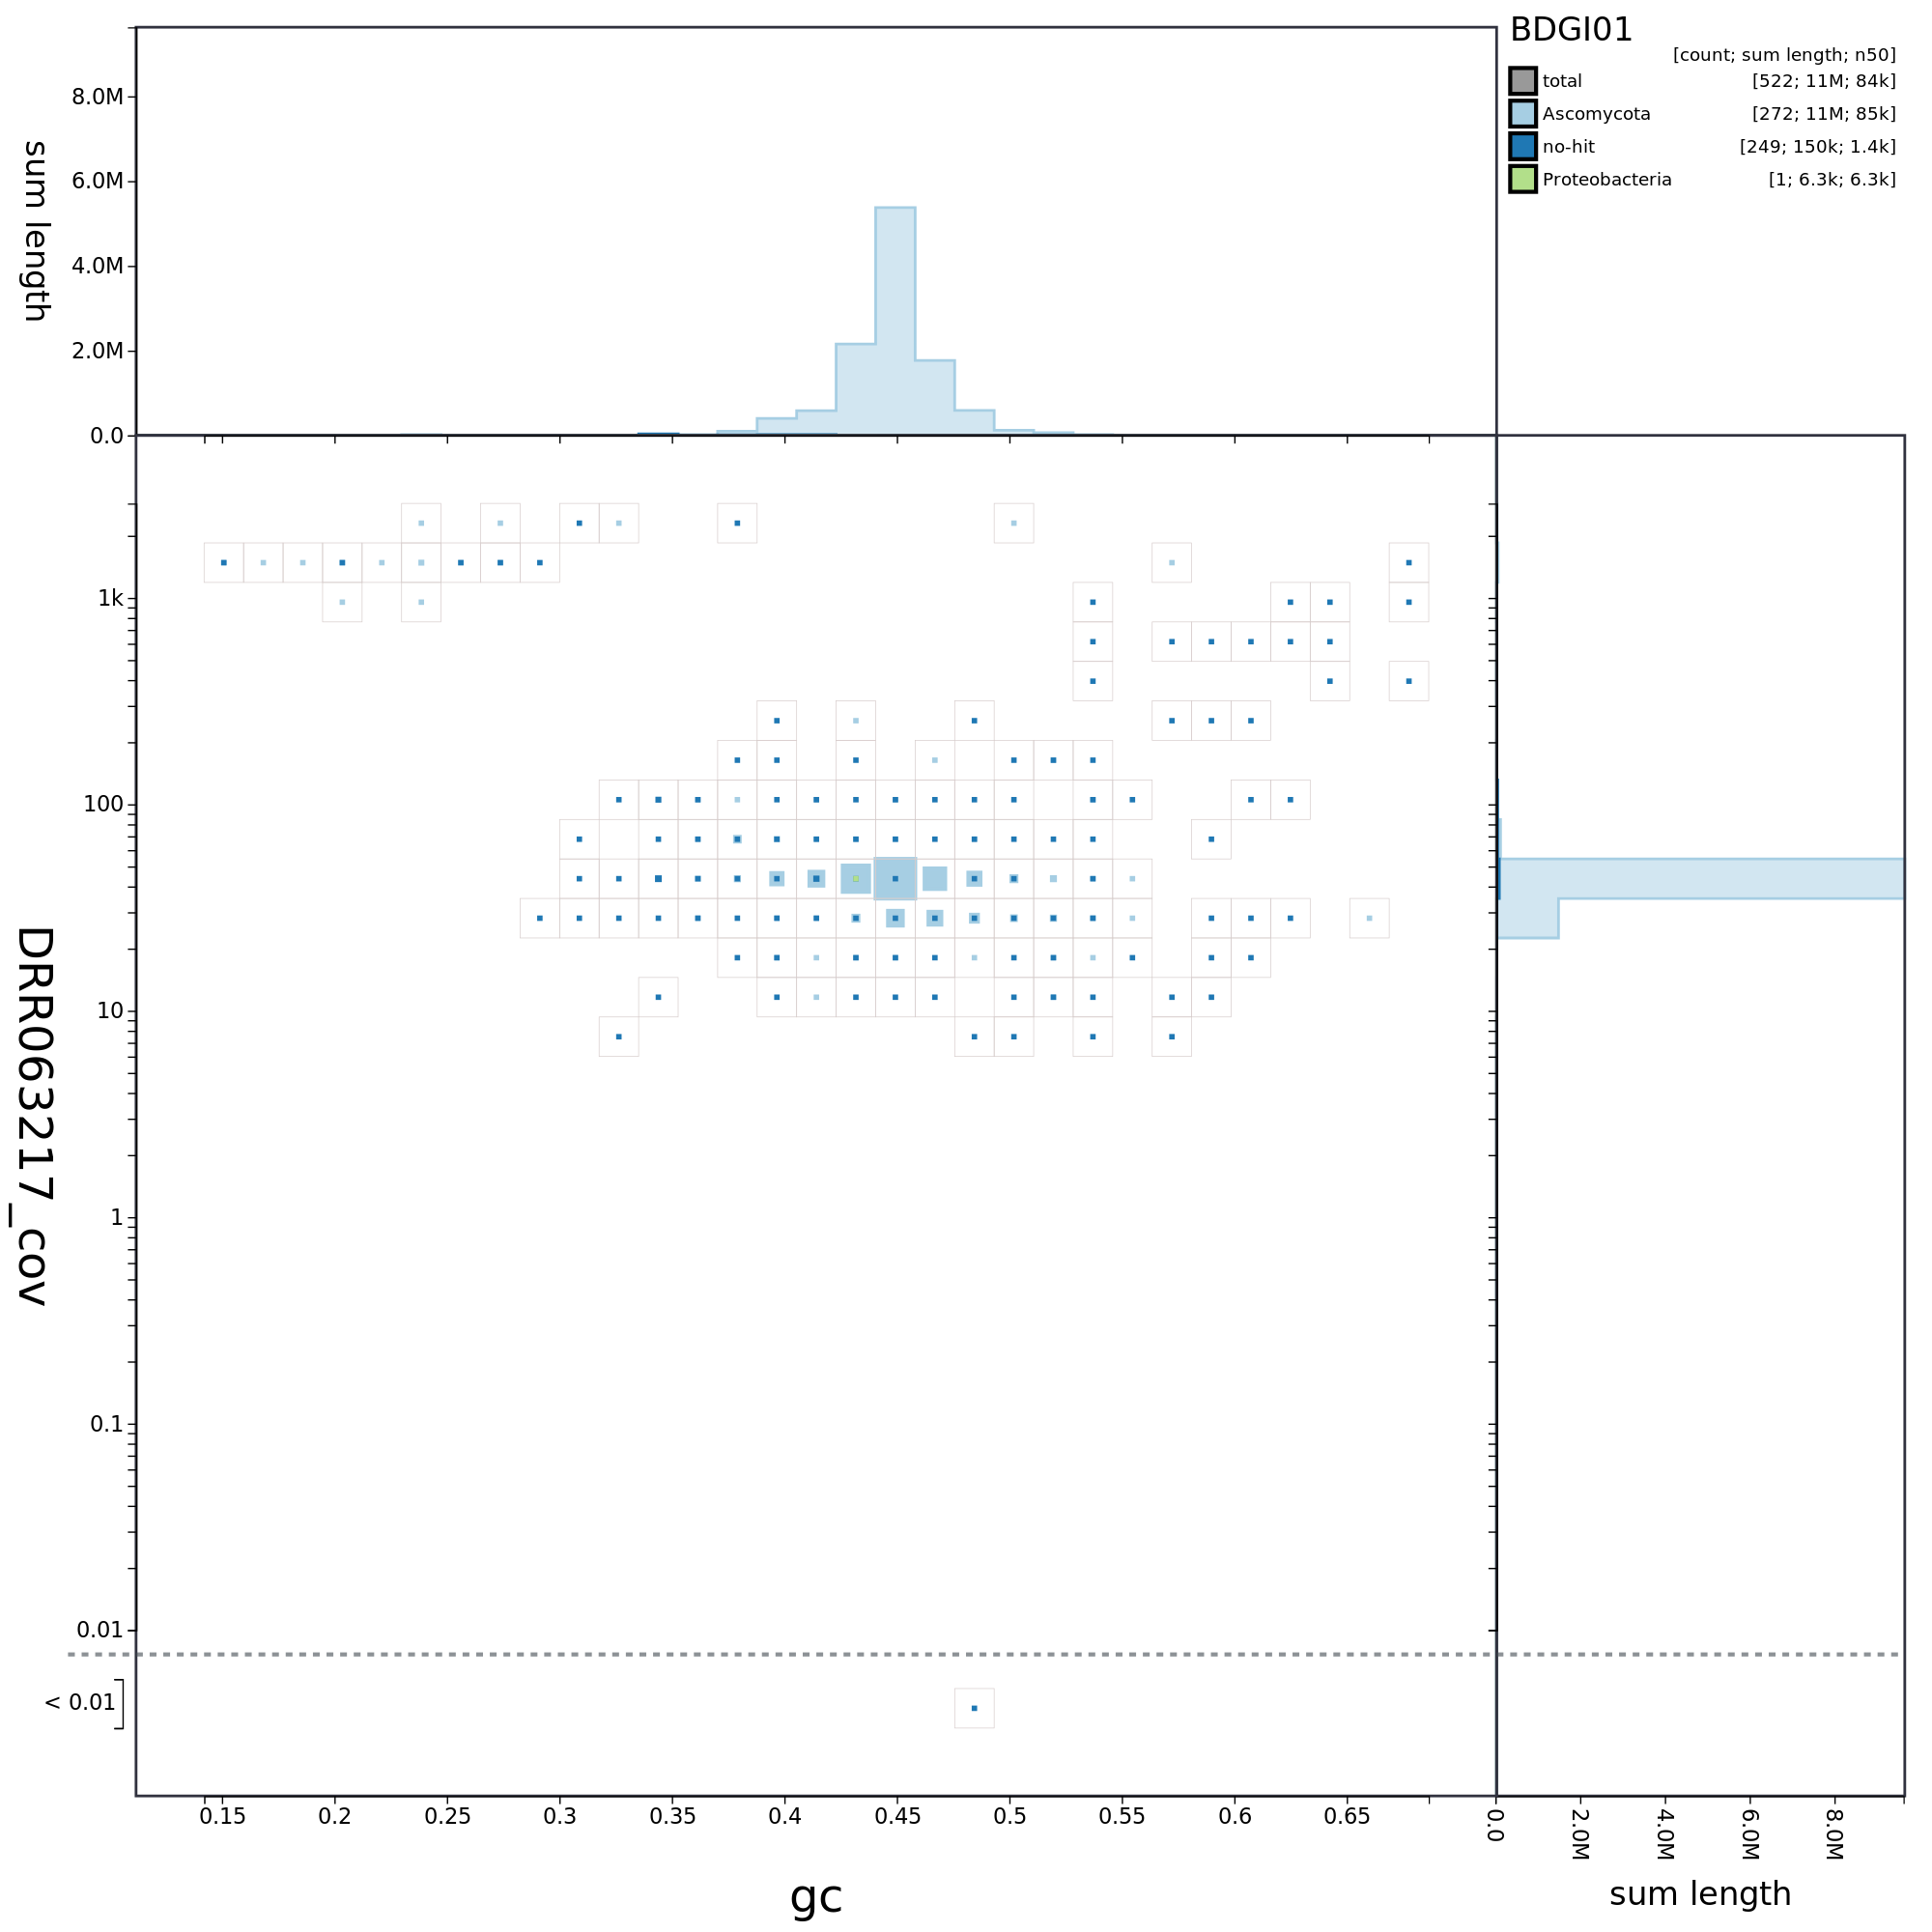 BDGI01
[count; sum length; n50]
total [522; 11M; 84k]
Ascomycota [272; 11M; 85k]
no-hit [249; 150k; 1.4k]
Proteobacteria [1; 6.3k; 6.3k]
sum length
8.0M
6.0M
4.0M
2.0M
0.0
DRR063217_cov
1k
100
10
1
0.1
0.01
< 0.01
0.15 0.2 0.25 0.3 0.35 0.4 0.45 0.5 0.55 0.6 0.65
gc
0.0 2.0M 4.0M 6.0M 8.0M
sum length